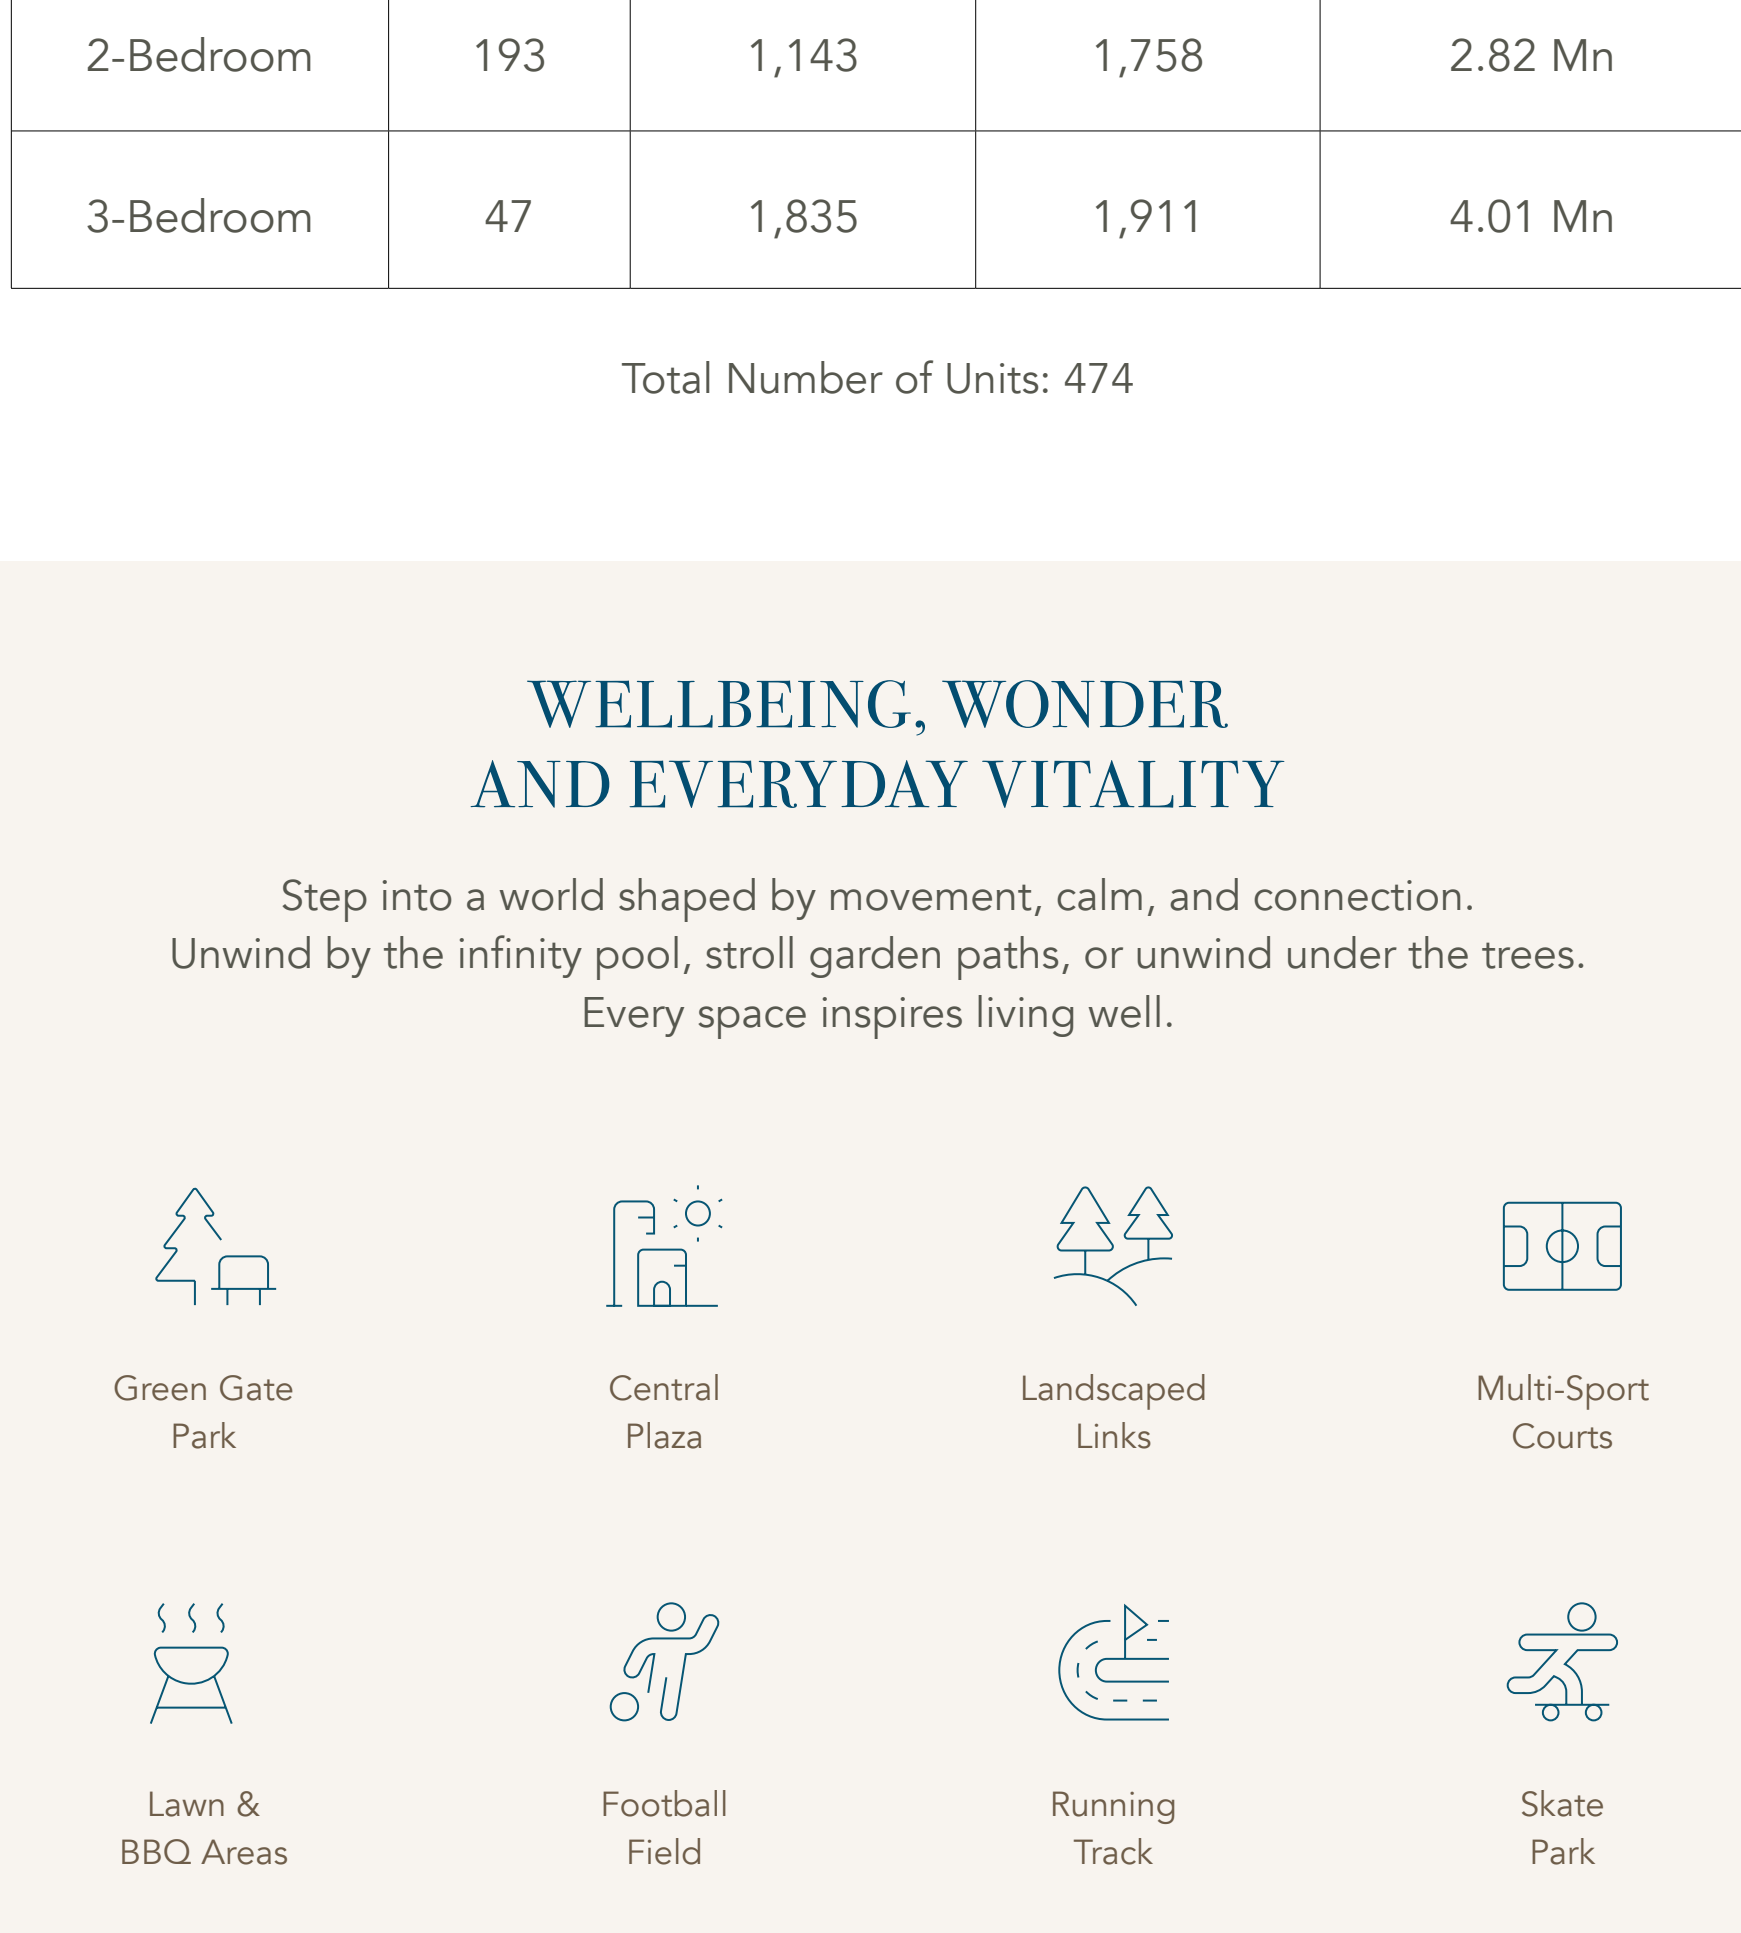 2-Bedroom 193 1,143 1,758 2.82 Mn
3-Bedroom 47 1,835 1,911 4.01 Mn
Total Number of Units: 474
WELLBEING, WONDER
AND EVERYDAY VITALITY
Step into a world shaped by movement, calm, and connection.
Unwind by the infinity pool, stroll garden paths, or unwind under the trees.
Every space inspires living well.
Green Gate
Park
Central
Plaza
Landscaped
Links
Multi-Sport
Courts
Lawn &
BBQ Areas
Football
Field
Running
Track
Skate
Park